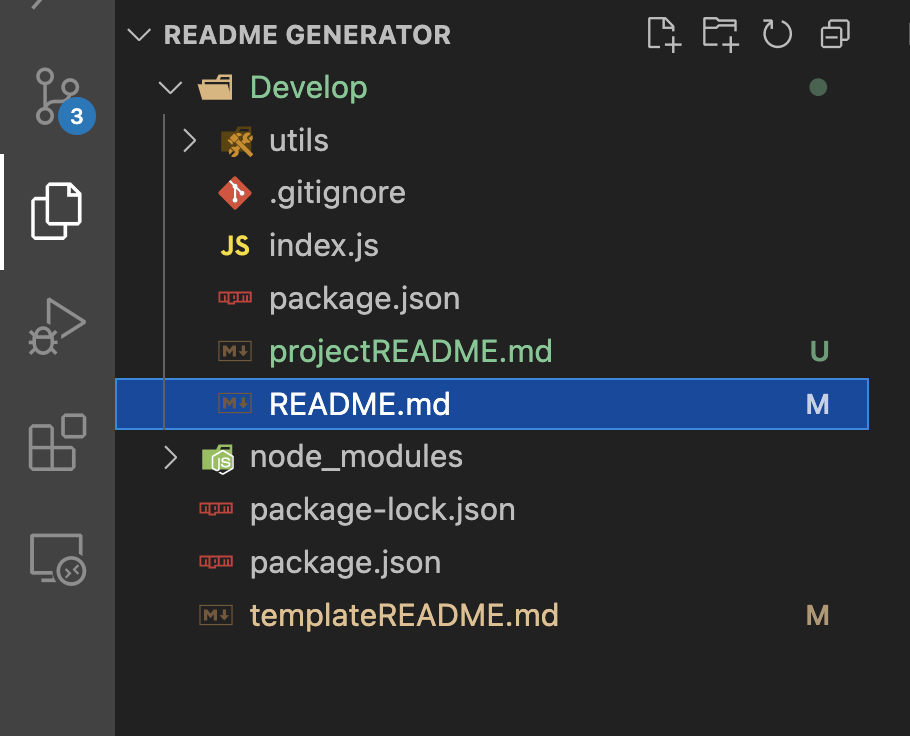 README GENERATOR
3
Develop
utils
.gitignore
JS index.js
package.json
M↓ projectREADME.md U
M↓ README.md M
JS node_modules
package-lock.json
package.json
M↓ templateREADME.md M